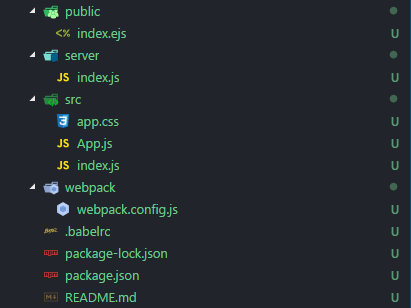 public
<% index.ejs U
server
JS index.js U
src
app.css U
JS App.js U
JS index.js U
webpack
webpack.config.js U
.babelrc U
package-lock.json U
package.json U
README.md U